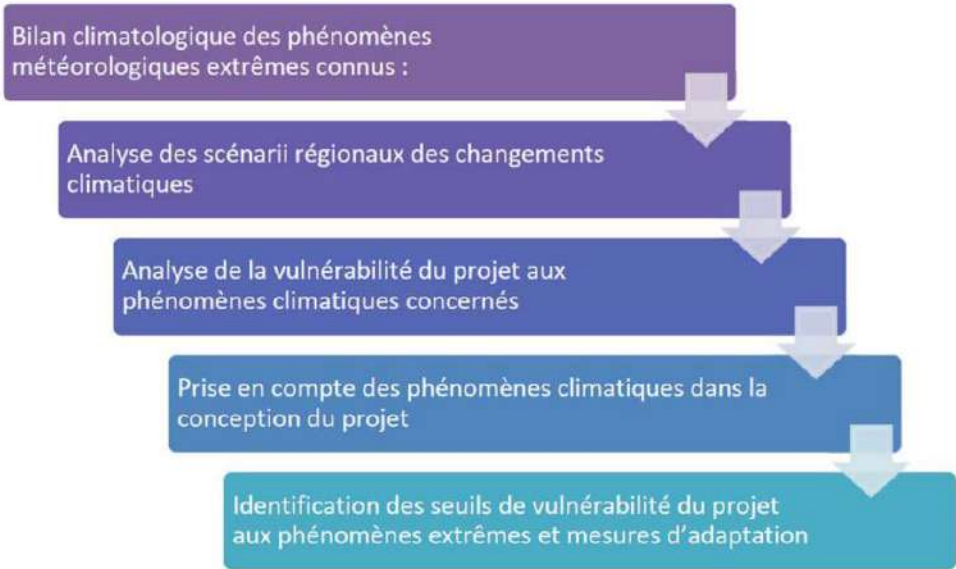 Bilan climatologique des phénomènes
météorologiques extrêmes connus :
Analyse des scénarii régionaux des changements
climatiques
Analyse de la vulnérabilité du projet aux
phénomènes climatiques concernés
Prise en compte des phénomènes climatiques dans la
conception du projet
Identification des seuils de vulnérabilité du projet
aux phénomènes extrêmes et mesures d’adaptation